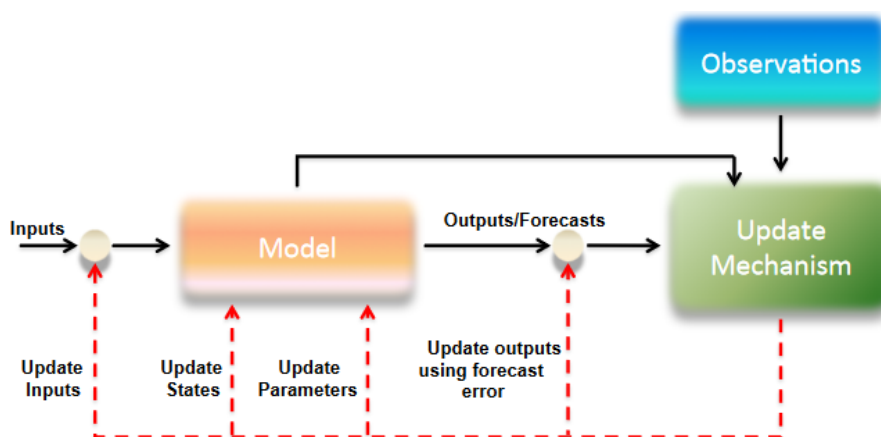 Observations
Inputs
Model
Outputs/Forecasts
Update
Mechanism
Update
Inputs
Update
States
Update
Parameters
Update outputs
using forecast
error